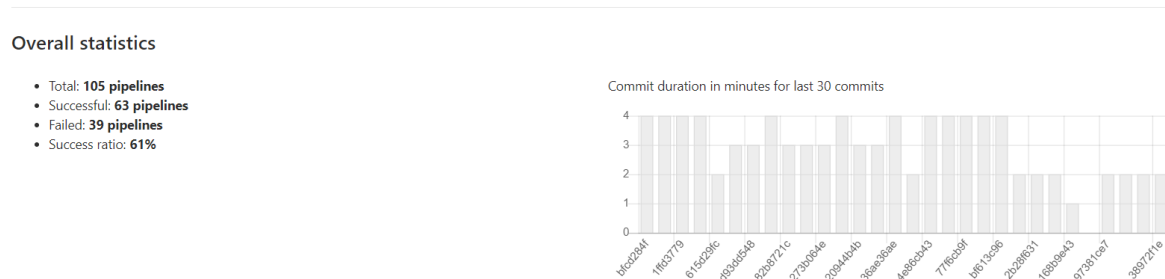 Overall statistics
Total: 105 pipelines
Successful: 63 pipelines
Failed: 39 pipelines
Success ratio: 61%
Commit duration in minutes for last 30 commits
4
3
2
1
0
bfcd284f
1ffd3779
615d29fc
d93dd548
82b8721c
273b064e
20944b4b
36ae36ae
4e86cb43
77f6cb9f
bf613c96
2b28f631
168b9e43
07381ce7
38972f1e